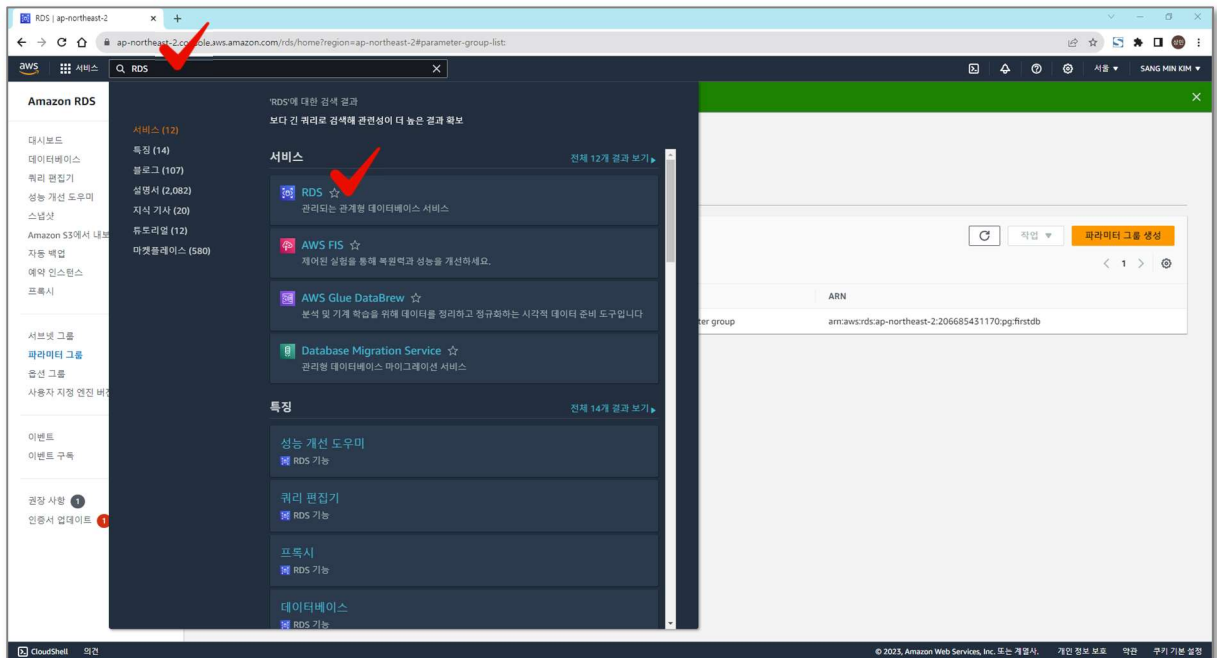 RDS | ap-northeast-2
ap-northeast-2.console.aws.amazon.com/rds/home?region=ap-northeast-2#parameter-group-list:
aws 서비스 RDS 서울 SANG MIN KIM
Amazon RDS
대시보드
데이터베이스
쿼리 편집기
성능 개선 도우미
스냅샷
Amazon S3에서 내보
자동 백업
예약 인스턴스
프록시
서브넷 그룹
파라미터 그룹
옵션 그룹
사용자 지정 엔진 버전
이벤트
이벤트 구독
권장 사항 1
인증서 업데이트 1
서비스 (12)
특징 (14)
블로그 (107)
설명서 (2,082)
지식 기사 (20)
튜토리얼 (12)
마켓플레이스 (580)
'RDS'에 대한 검색 결과
보다 긴 쿼리로 검색해 관련성이 더 높은 결과 확보
서비스 전체 12개 결과 보기
RDS
관리되는 관계형 데이터베이스 서비스
AWS FIS
제어된 실험을 통해 복원력과 성능을 개선하세요.
AWS Glue DataBrew
분석 및 기계 학습을 위해 데이터를 정리하고 정규화하는 시각적 데이터 준비 도구입니다
Database Migration Service
관리형 데이터베이스 마이그레이션 서비스
특징 전체 14개 결과 보기
성능 개선 도우미
RDS 기능
쿼리 편집기
RDS 기능
프록시
RDS 기능
데이터베이스
RDS 기능
작업 파라미터 그룹 생성
1
ARN
ter group arn:aws:rds:ap-northeast-2:206685431170:pg:firstdb
CloudShell 의견 © 2023, Amazon Web Services, Inc. 또는 계열사. 개인 정보 보호 약관 쿠키 기본 설정